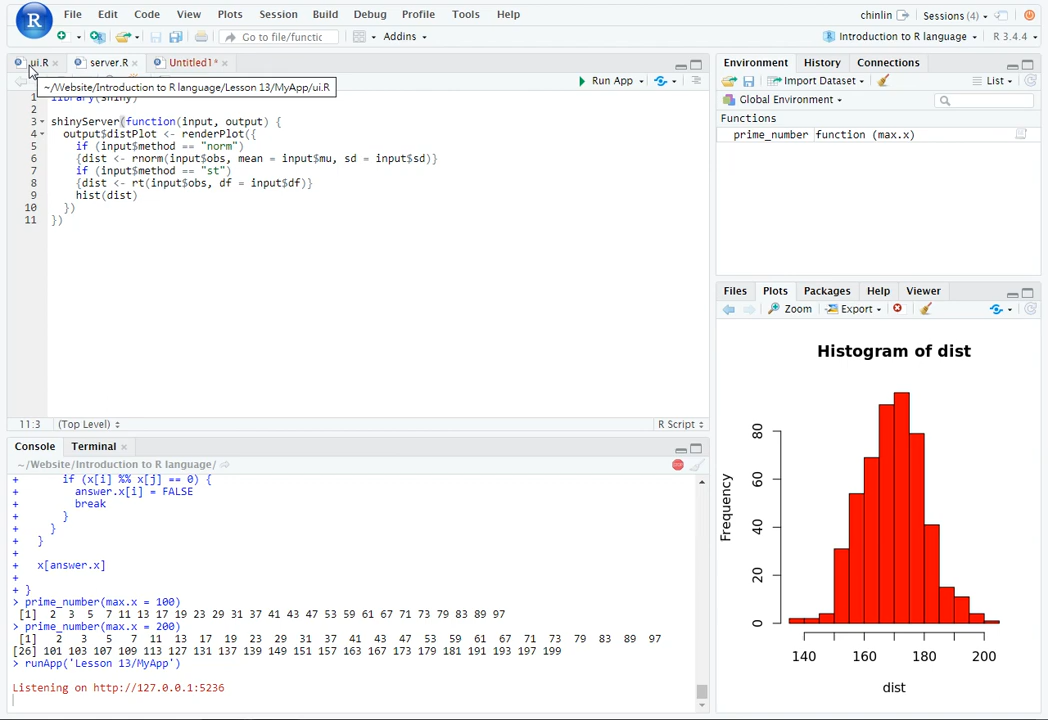 File Edit Code View Plots Session Build Debug Profile Tools Help
chinlin Sessions (4)
Go to file/functic Addins
Introduction to R language R 3.4.4
ui.R server.R Untitled1*
~/Website/Introduction to R language/Lesson 13/MyApp/ui.R
Run App
1 library(shiny)
2
3 shinyServer(function(input, output) {
4 output$distPlot <- renderPlot({
5 if (input$method == "norm")
6 {dist <- rnorm(input$obs, mean = input$mu, sd = input$sd)}
7 if (input$method == "st")
8 {dist <- rt(input$obs, df = input$df)}
9 hist(dist)
10 })
11 })
11:3 (Top Level) R Script
Console Terminal
~/Website/Introduction to R language/
+ if (x[i] %% x[j] == 0) {
+ answer.x[i] = FALSE
+ break
+ }
+ }
+ }
+
+ x[answer.x]
+
+ }
> prime_number(max.x = 100)
[1] 2 3 5 7 11 13 17 19 23 29 31 37 41 43 47 53 59 61 67 71 73 79 83 89 97
> prime_number(max.x = 200)
[1] 2 3 5 7 11 13 17 19 23 29 31 37 41 43 47 53 59 61 67 71 73 79 83 89 97
[26] 101 103 107 109 113 127 131 137 139 149 151 157 163 167 173 179 181 191 193 197 199
> runApp('Lesson 13/MyApp')
Listening on http://127.0.0.1:5236
Environment History Connections
Import Dataset List
Global Environment
Functions
prime_number function (max.x)
Files Plots Packages Help Viewer
Zoom Export
Histogram of dist
Frequency
80
60
40
20
0
140 160 180 200
dist